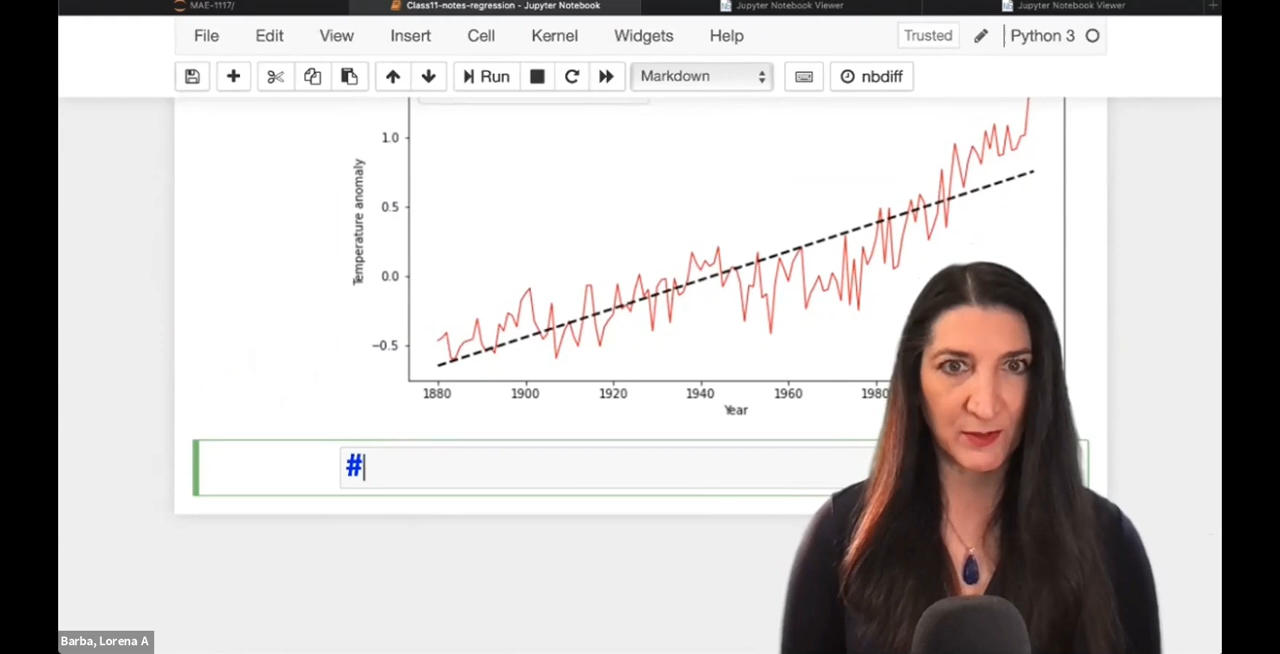 MAE-1117/ Class11-notes-regression - Jupyter Notebook Jupyter Notebook Viewer Jupyter Notebook Viewer +
File Edit View Insert Cell Kernel Widgets Help Trusted Python 3
Run Markdown nbdiff
1.0
0.5
0.0
−0.5
Temperature anomaly
1880 1900 1920 1940 1960 1980
Year
#
Barba, Lorena A